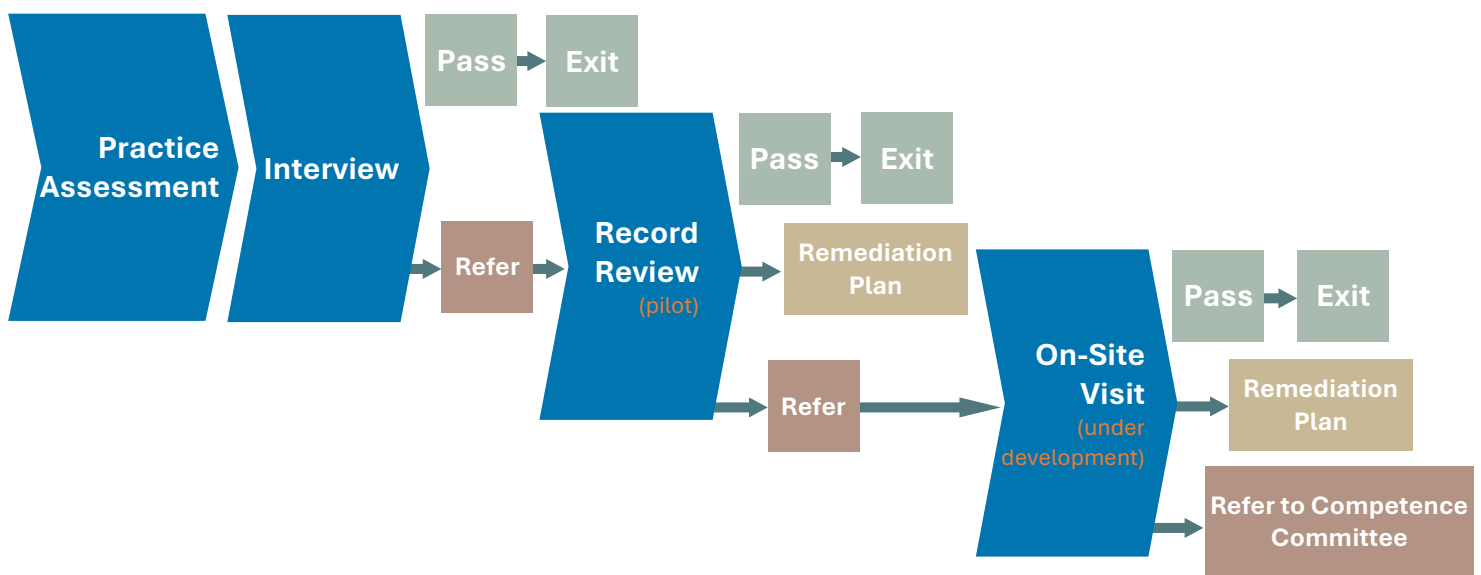 Practice
Assessment
Interview
Pass
Exit
Refer
Record
Review
(pilot)
Pass
Exit
Remediation
Plan
Refer
On-Site
Visit
(under
development)
Pass
Exit
Remediation
Plan
Refer to Competence
Committee